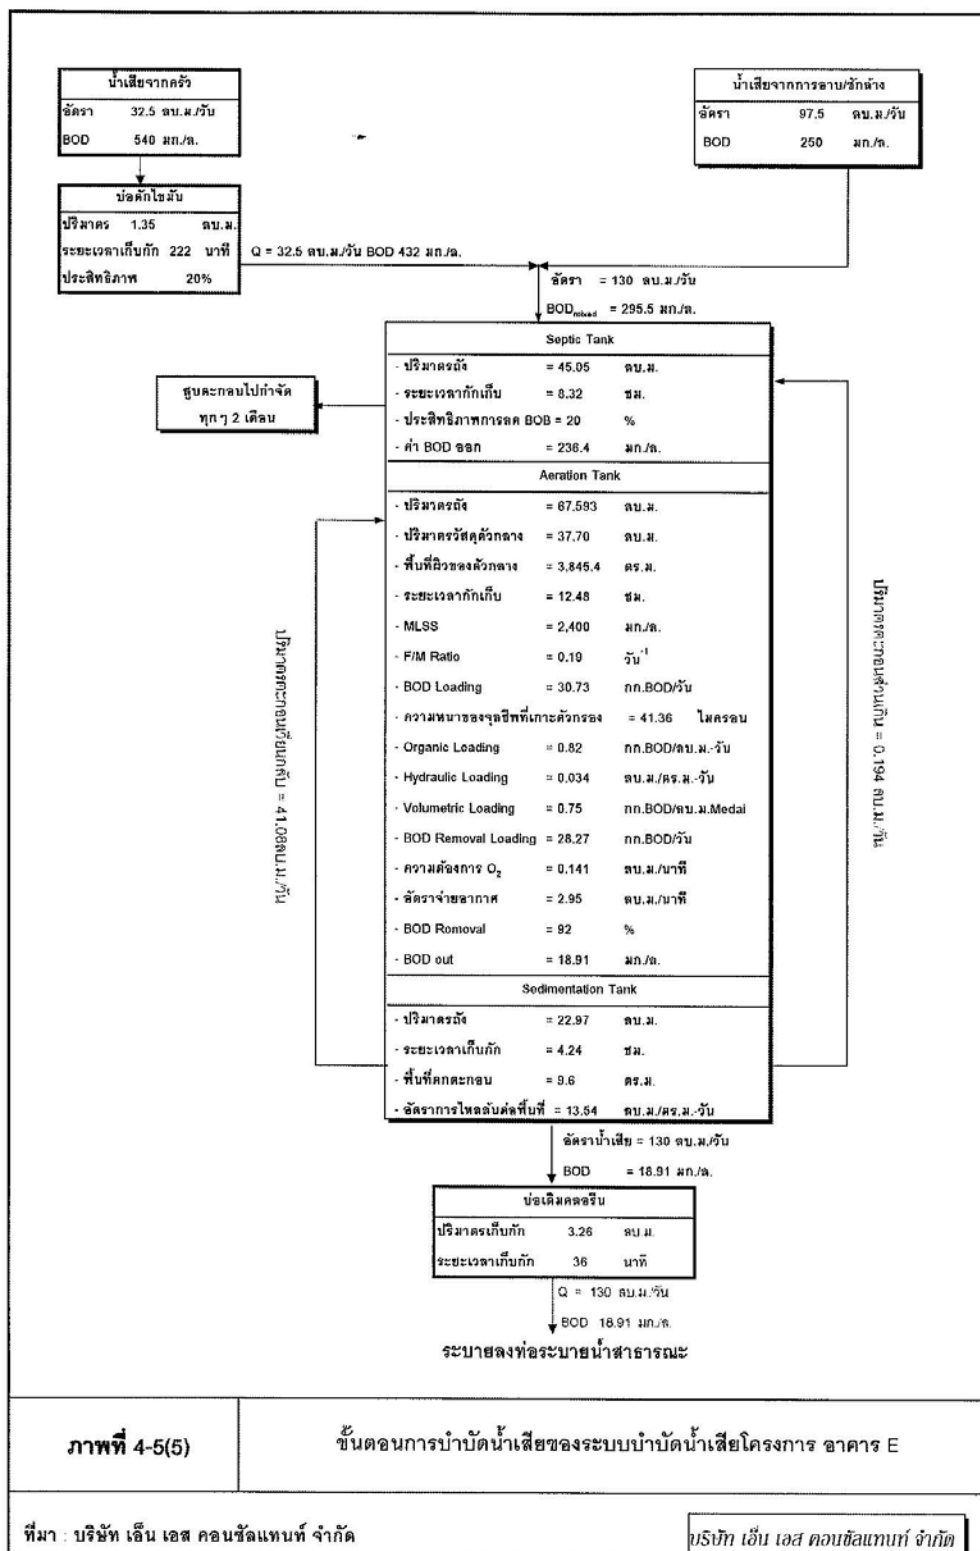 น้ำเสียจากครัว
อัตรา 32.5 ลบ.ม./วัน
BOD 540 มก./ล.
น้ำเสียจากการอาบ/ซักล้าง
อัตรา 97.5 ลบ.ม./วัน
BOD 250 มก./ล.
บ่อดักไขมัน
ปริมาตร 1.35 ลบ.ม.
ระยะเวลาเก็บกัก 222 นาที
ประสิทธิภาพ 20%
Q = 32.5 ลบ.ม./วัน BOD 432 มก./ล.
อัตรา = 130 ลบ.ม./วัน
BOD mixed = 295.5 มก./ล.
Septic Tank
- ปริมาตรถัง = 45.05 ลบ.ม.
- ระยะเวลากักเก็บ = 8.32 ชม.
- ประสิทธิภาพการลด BOB = 20 %
- ค่า BOD ออก = 236.4 มก./ล.
สูบตะกอนไปกำจัด
ทุกๆ 2 เดือน
Aeration Tank
- ปริมาตรถัง = 67.593 ลบ.ม.
- ปริมาตรวัสดุตัวกลาง = 37.70 ลบ.ม.
- พื้นที่ผิวของตัวกลาง = 3,845.4 ตร.ม.
- ระยะเวลากักเก็บ = 12.48 ชม.
- MLSS = 2,400 มก./ล.
- F/M Ratio = 0.19 วัน⁻¹
- BOD Loading = 30.73 กก.BOD/วัน
- ความหนาของจุลชีพที่เกาะตัวกรอง = 41.36 ไมครอน
- Organic Loading = 0.82 กก.BOD/ลบ.ม.-วัน
- Hydraulic Loading = 0.034 ลบ.ม./ตร.ม.-วัน
- Volumetric Loading = 0.75 กก.BOD/ลบ.ม.Medai
- BOD Removal Loading = 28.27 กก.BOD/วัน
- ความต้องการ O₂ = 0.141 ลบ.ม./นาที
- อัตราจ่ายอากาศ = 2.95 ลบ.ม./นาที
- BOD Romoval = 92 %
- BOD out = 18.91 มก./ล.
ปริมาตรตะกอนเวียนกลับ = 41.08ลบ.ม./วัน
ปริมาตรตะกอนส่วนเกิน = 0.194 ลบ.ม./วัน
Sedimentation Tank
- ปริมาตรถัง = 22.97 ลบ.ม.
- ระยะเวลาเก็บกัก = 4.24 ชม.
- พื้นที่ตกตะกอน = 9.6 ตร.ม.
- อัตราการไหลล้นต่อพื้นที่ = 13.54 ลบ.ม./ตร.ม.-วัน
อัตราน้ำเสีย = 130 ลบ.ม./วัน
BOD = 18.91 มก./ล.
บ่อเติมคลอรีน
ปริมาตรเก็บกัก 3.26 ลบ.ม.
ระยะเวลาเก็บกัก 36 นาที
Q = 130 ลบ.ม./วัน
BOD 18.91 มก./ล.
ระบายลงท่อระบายน้ำสาธารณะ
ภาพที่ 4-5(5)
ขั้นตอนการบำบัดน้ำเสียของระบบบำบัดน้ำเสียโครงการ อาคาร E
ที่มา : บริษัท เอ็น เอส คอนซัลแทนท์ จำกัด
บริษัท เอ็น เอส คอนซัลแทนท์ จำกัด